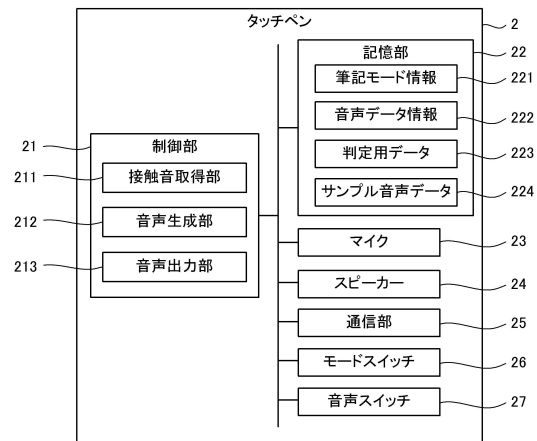 タッチペン
2
記憶部
22
筆記モード情報
221
音声データ情報
222
判定用データ
223
サンプル音声データ
224
21
制御部
211
接触音取得部
212
音声生成部
213
音声出力部
マイク
23
スピーカー
24
通信部
25
モードスイッチ
26
音声スイッチ
27